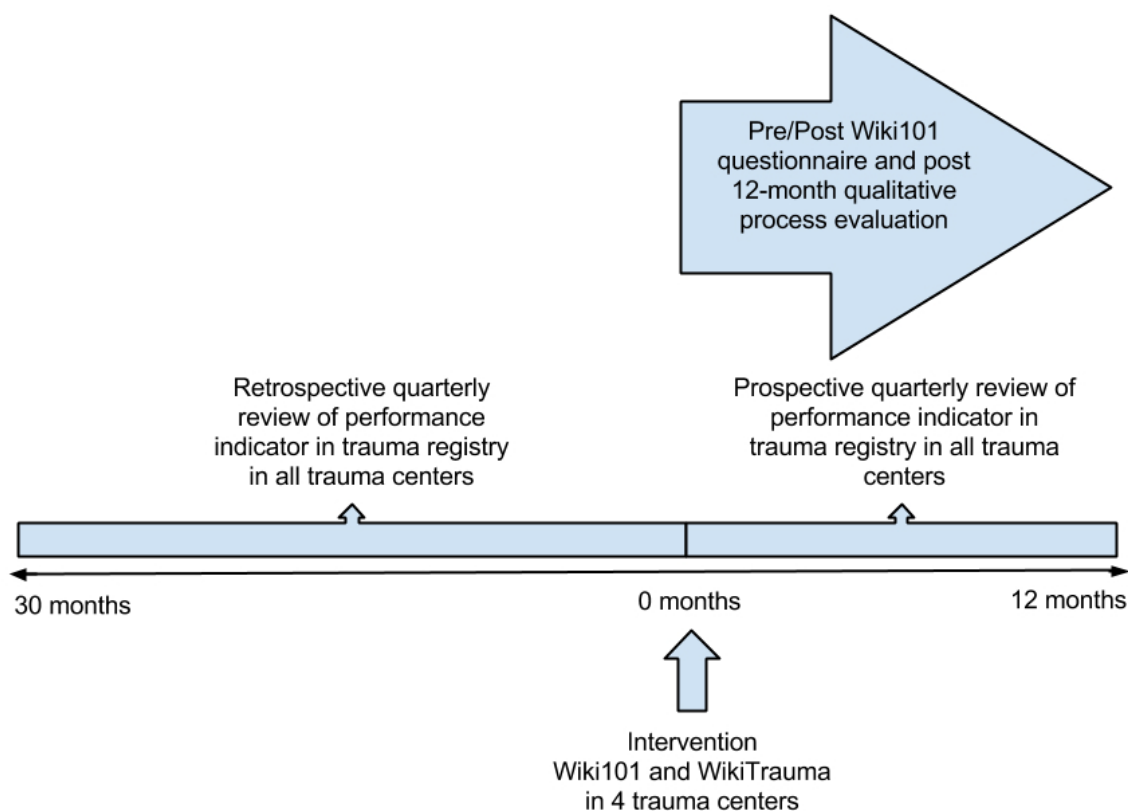 Pre/Post Wiki101
questionnaire and post
12-month qualitative
process evaluation
Retrospective quarterly
review of performance
indicator in trauma registry
in all trauma centers
Prospective quarterly review of
performance indicator in
trauma registry in all trauma
centers
30 months
0 months
12 months
Intervention
Wiki101 and WikiTrauma
in 4 trauma centers